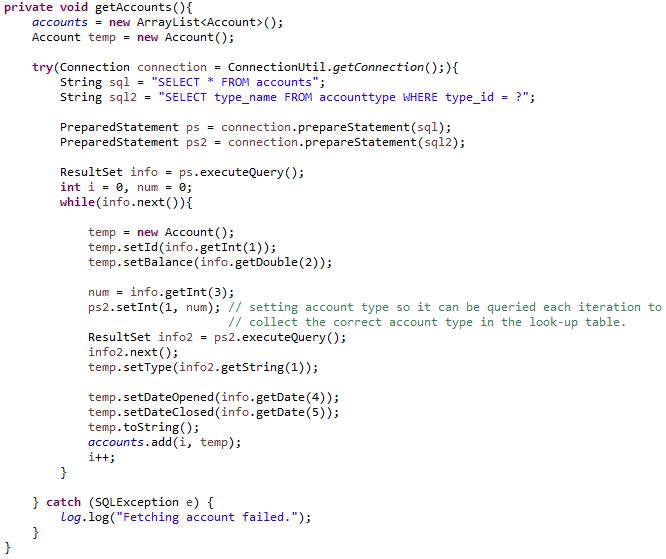 private void getAccounts(){
accounts = new ArrayList<Account>();
Account temp = new Account();
try(Connection connection = ConnectionUtil.getConnection();){
String sql = "SELECT * FROM accounts";
String sql2 = "SELECT type_name FROM accounttype WHERE type_id = ?";
PreparedStatement ps = connection.prepareStatement(sql);
PreparedStatement ps2 = connection.prepareStatement(sql2);
ResultSet info = ps.executeQuery();
int i = 0, num = 0;
while(info.next()){
temp = new Account();
temp.setId(info.getInt(1));
temp.setBalance(info.getDouble(2));
num = info.getInt(3);
ps2.setInt(1, num); // setting account type so it can be queried each iteration to
// collect the correct account type in the look-up table.
ResultSet info2 = ps2.executeQuery();
info2.next();
temp.setType(info2.getString(1));
temp.setDateOpened(info.getDate(4));
temp.setDateClosed(info.getDate(5));
temp.toString();
accounts.add(i, temp);
i++;
}
} catch (SQLException e) {
log.log("Fetching account failed.");
}
}